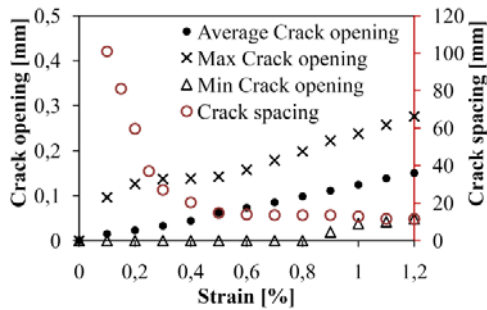 0,5
0,4
0,3
0,2
0,1
0
Crack opening [mm]
Average Crack opening
Max Crack opening
Min Crack opening
Crack spacing
120
100
80
60
40
20
0
Crack spacing [mm]
0 0,2 0,4 0,6 0,8 1 1,2
Strain [%]